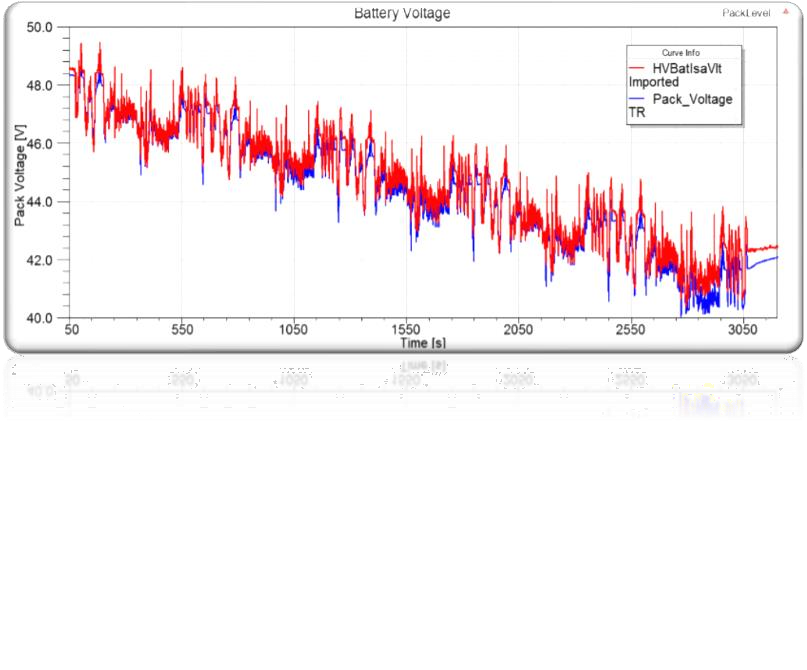 Battery Voltage
PackLevel
50.0
48.0
46.0
44.0
42.0
40.0
Pack Voltage [V]
Curve Info
HVBatIsaVlt
Imported
Pack_Voltage
TR
50 550 1050 1550 2050 2550 3050
Time [s]